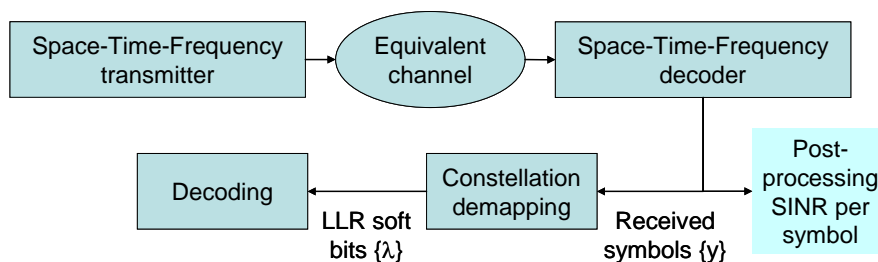 Space-Time-Frequency
transmitter
Equivalent
channel
Space-Time-Frequency
decoder
Decoding
LLR soft
bits {λ}
Constellation
demapping
Received
symbols {y}
Post-
processing
SINR per
symbol